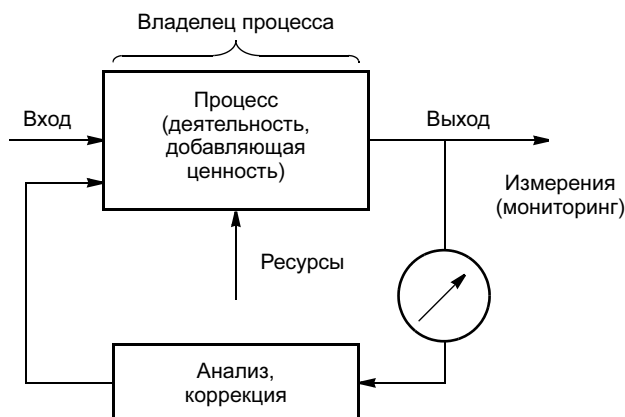 Владелец процесса
Процесс
(деятельность,
добавляющая
ценность)
Вход
Выход
Измерения
(мониторинг)
Ресурсы
Анализ,
коррекция